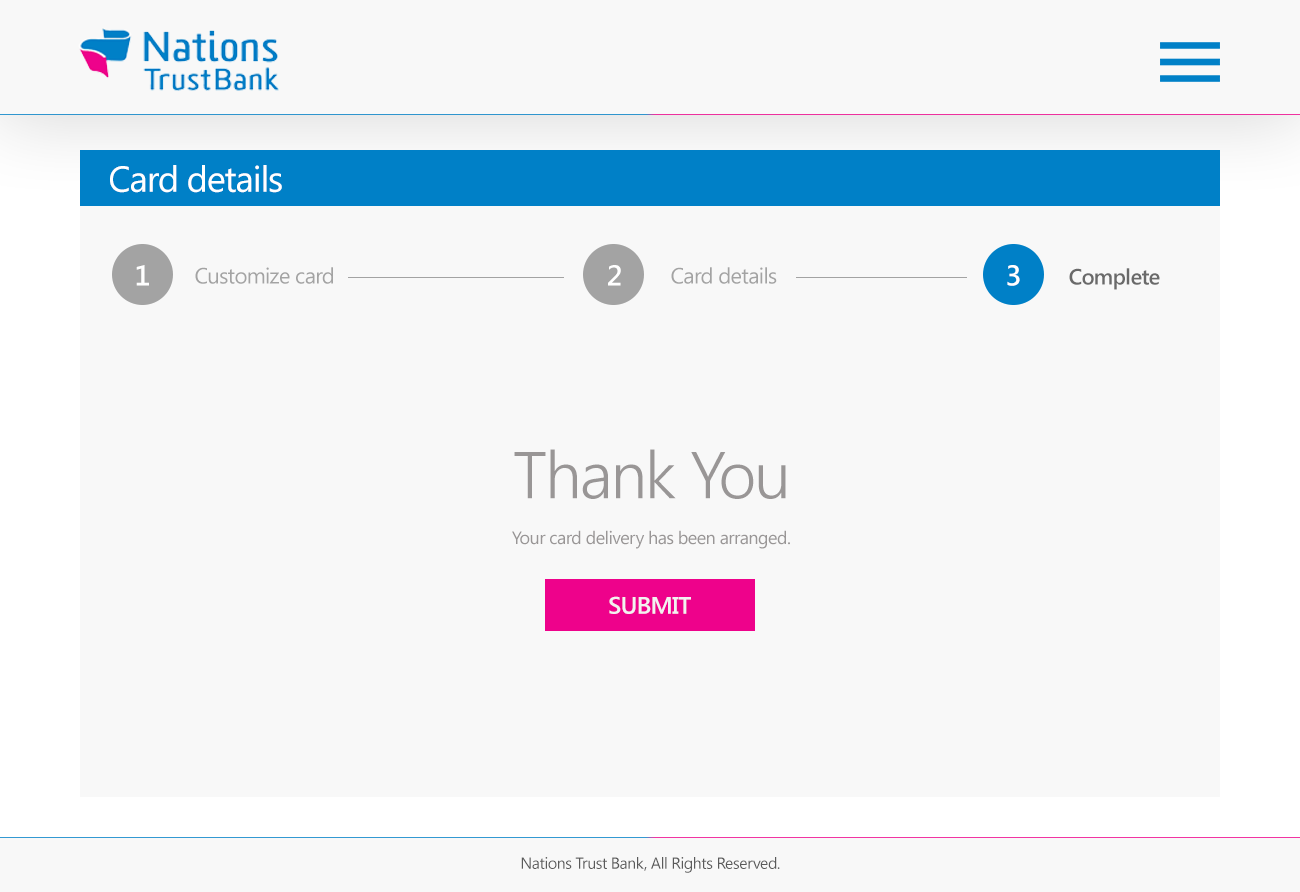 Nations
TrustBank
Card details
1 Customize card 2 Card details 3 Complete
Thank You
Your card delivery has been arranged.
SUBMIT
Nations Trust Bank, All Rights Reserved.